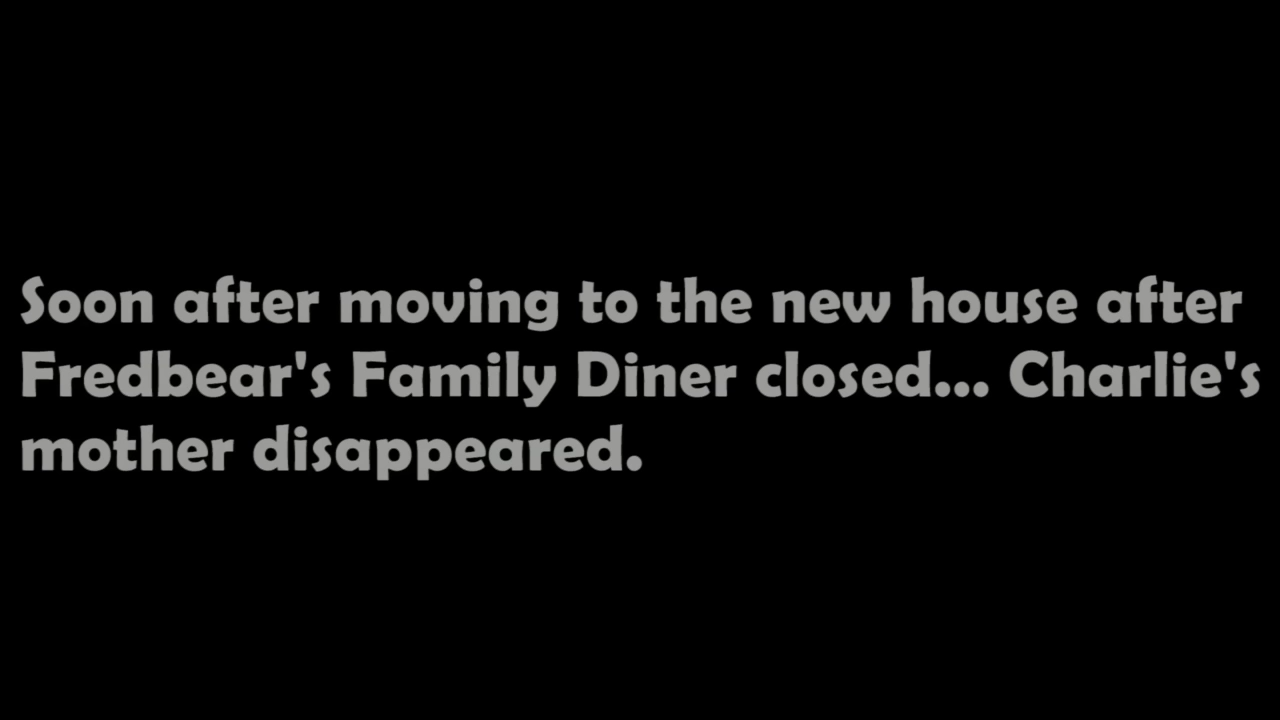 Soon after moving to the new house after
Fredbear's Family Diner closed... Charlie's
mother disappeared.